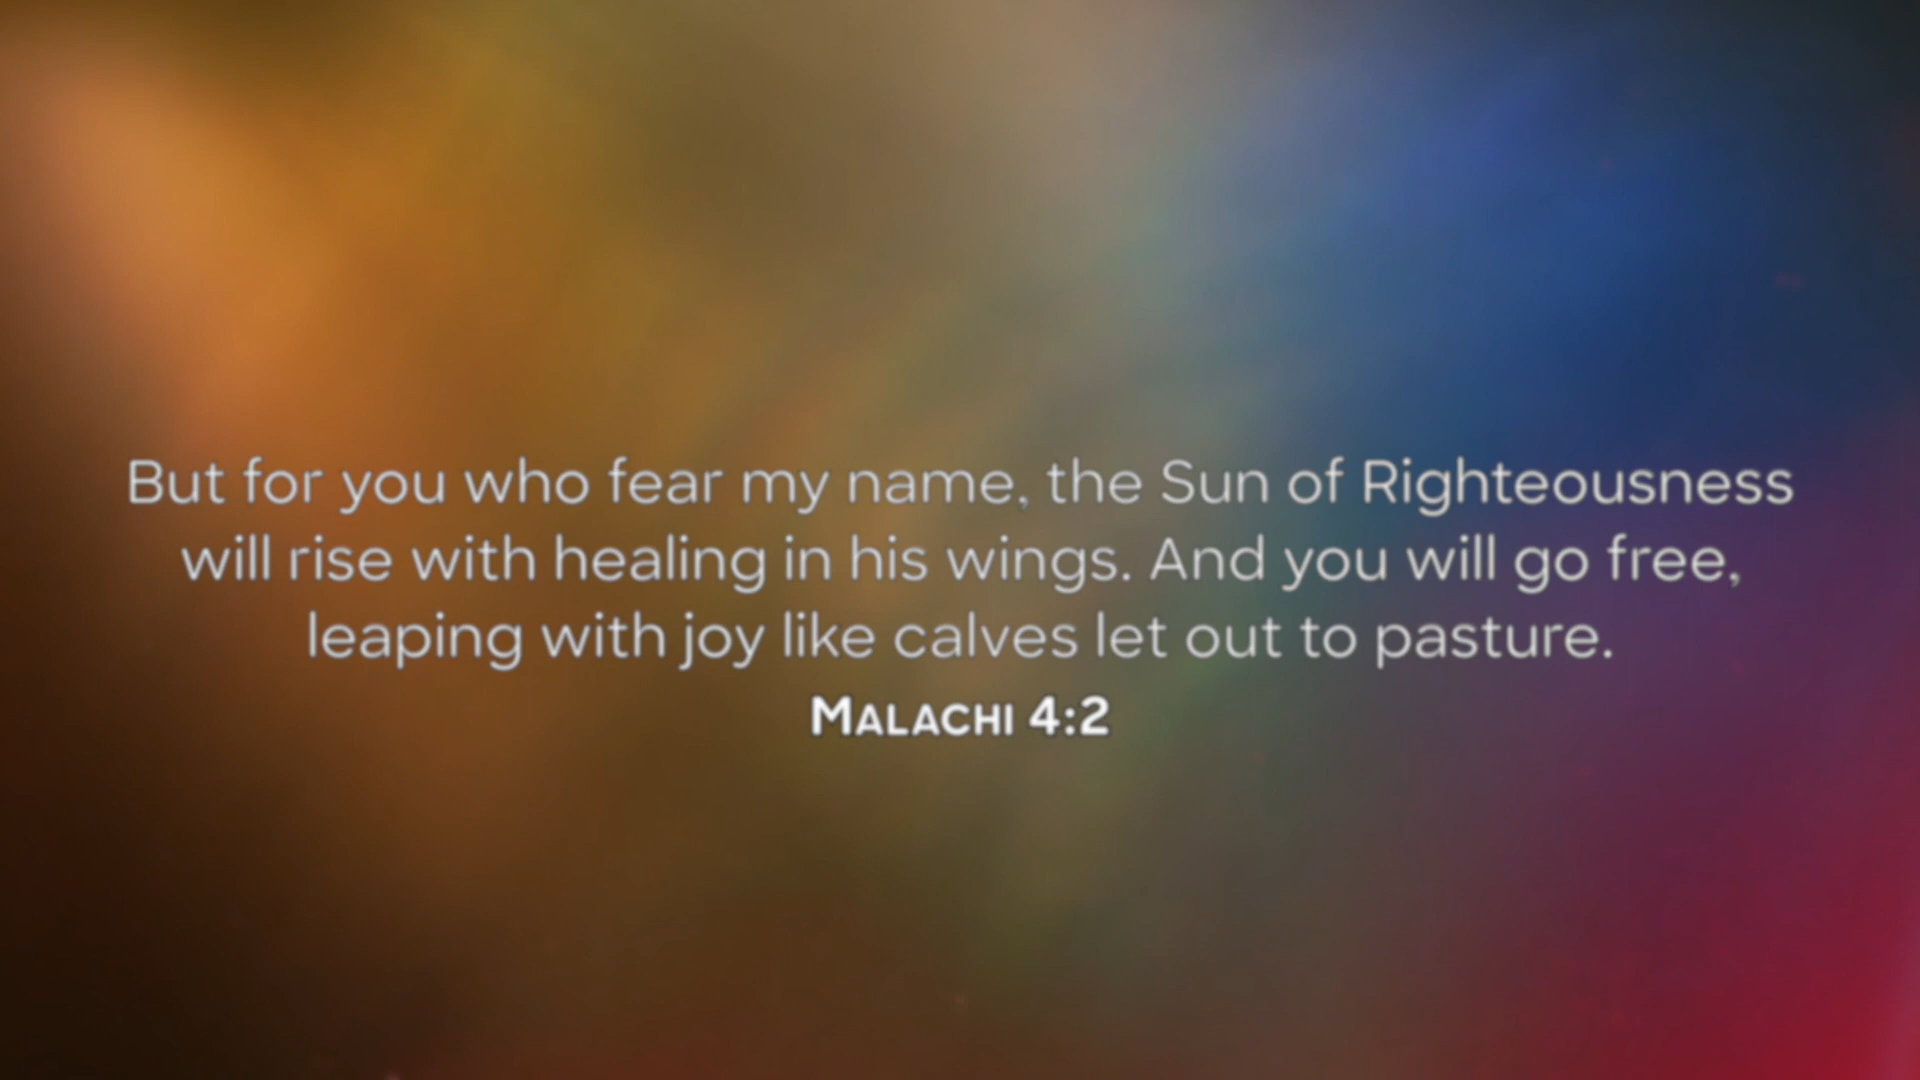 But for you who fear my name, the Sun of Righteousness
will rise with healing in his wings. And you will go free,
leaping with joy like calves let out to pasture.
MALACHI 4:2